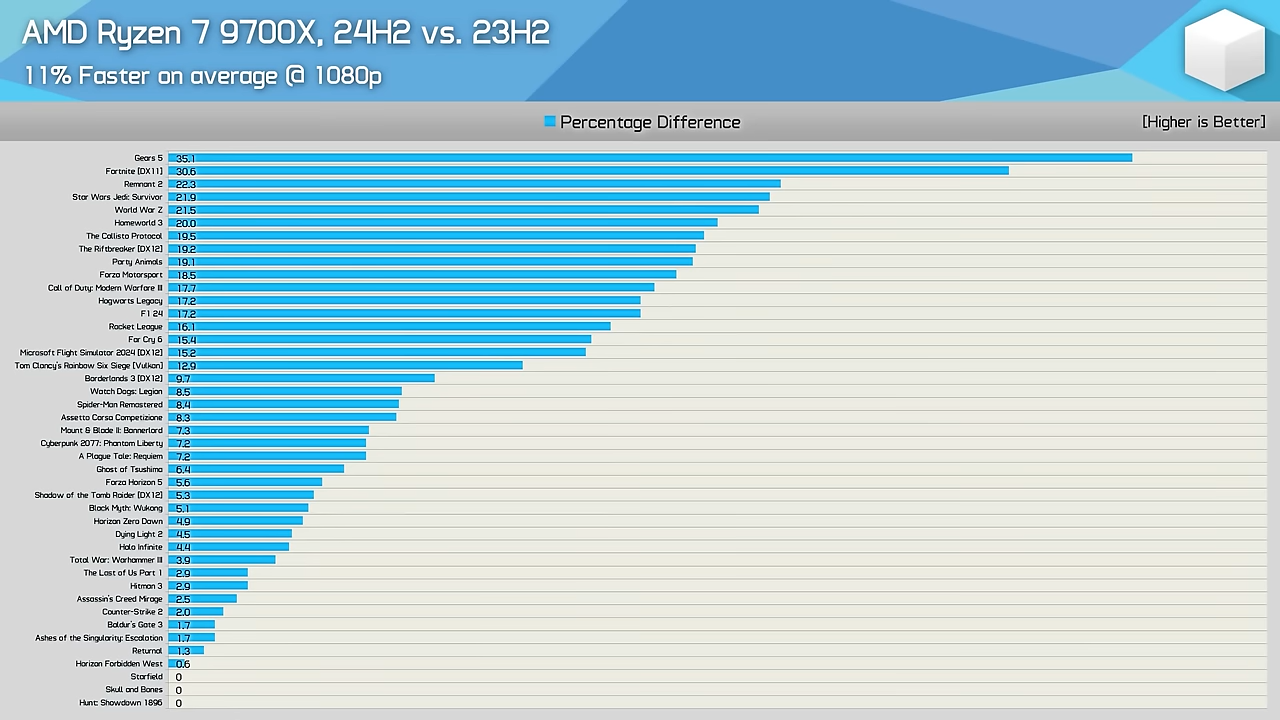 AMD Ryzen 7 9700X, 24H2 vs. 23H2
11% Faster on average @ 1080p
Percentage Difference
[Higher is Better]
Gears 5 35.1
Fortnite [DX11] 30.6
Remnant 2 22.3
Star Wars Jedi: Survivor 21.9
World War Z 21.5
Homeworld 3 20.0
The Callisto Protocol 19.5
The Riftbreaker [DX12] 19.2
Party Animals 19.1
Forza Motorsport 18.5
Call of Duty: Modern Warfare III 17.7
Hogwarts Legacy 17.2
F1 24 17.2
Rocket League 16.1
Far Cry 6 15.4
Microsoft Flight Simulator 2024 [DX12] 15.2
Tom Clancy's Rainbow Six Siege [Vulkan] 12.9
Borderlands 3 [DX12] 9.7
Watch Dogs: Legion 8.5
Spider-Man Remastered 8.4
Assetto Corsa Competizione 8.3
Mount & Blade II: Bannerlord 7.3
Cyberpunk 2077: Phantom Liberty 7.2
A Plague Tale: Requiem 7.2
Ghost of Tsushima 6.4
Forza Horizon 5 5.6
Shadow of the Tomb Raider [DX12] 5.3
Black Myth: Wukong 5.1
Horizon Zero Dawn 4.9
Dying Light 2 4.5
Halo Infinite 4.4
Total War: Warhammer III 3.9
The Last of Us Part 1 2.9
Hitman 3 2.9
Assassin's Creed Mirage 2.5
Counter-Strike 2 2.0
Baldur's Gate 3 1.7
Ashes of the Singularity: Escalation 1.7
Returnal 1.3
Horizon Forbidden West 0.6
Starfield 0
Skull and Bones 0
Hunt: Showdown 1896 0